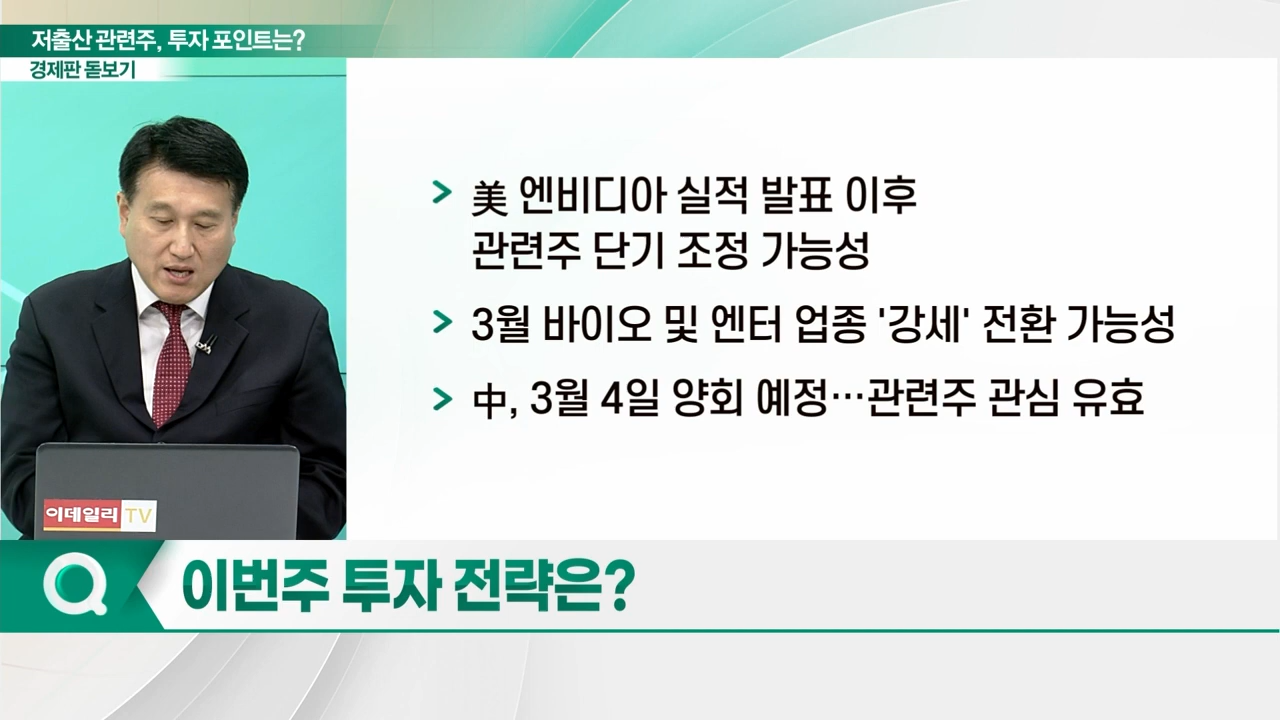 저출산 관련주, 투자 포인트는?
경제판 돋보기
> 美 엔비디아 실적 발표 이후
관련주 단기 조정 가능성
> 3월 바이오 및 엔터 업종 '강세' 전환 가능성
> 中, 3월 4일 양회 예정…관련주 관심 유효
이데일리 TV
Q 이번주 투자 전략은?